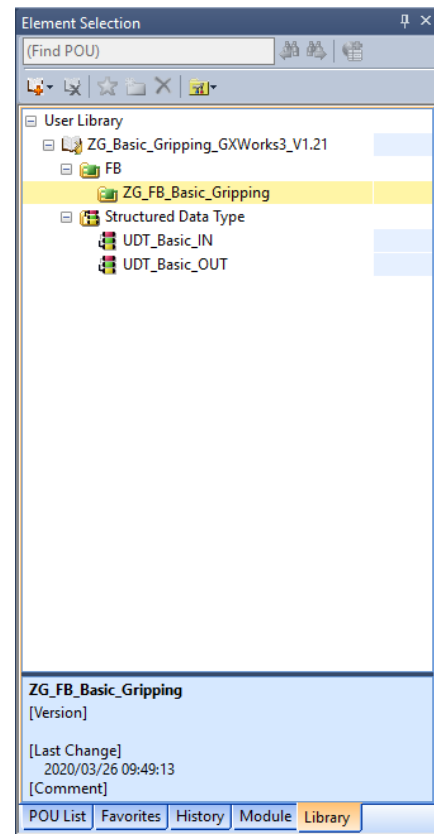 Element Selection
(Find POU)
User Library
ZG_Basic_Gripping_GXWorks3_V1.21
FB
ZG_FB_Basic_Gripping
Structured Data Type
UDT_Basic_IN
UDT_Basic_OUT
ZG_FB_Basic_Gripping
[Version]
[Last Change]
2020/03/26 09:49:13
[Comment]
POU List Favorites History Module Library